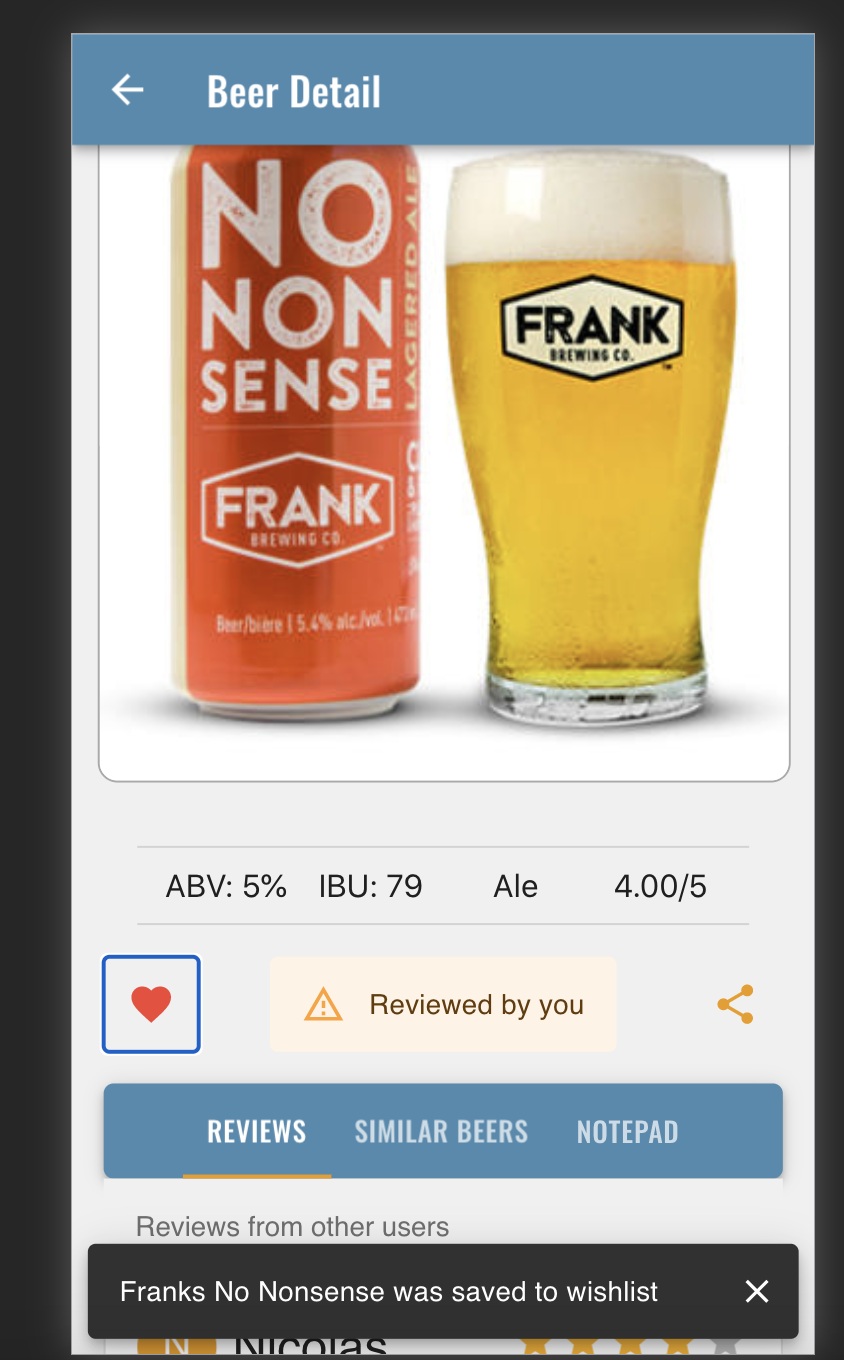 Beer Detail
NO
NON
SENSE
LAGERED ALE
FRANK
BREWING CO.
Beer/bière | 5.4% alc./vol. |
FRANK
BREWING CO.
ABV: 5% IBU: 79 Ale 4.00/5
Reviewed by you
REVIEWS SIMILAR BEERS NOTEPAD
Reviews from other users
Franks No Nonsense was saved to wishlist
N Nicolas